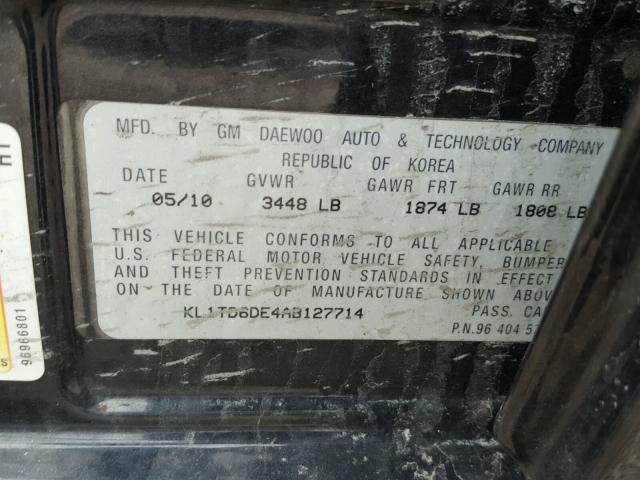 MFD. BY GM DAEWOO AUTO & TECHNOLOGY COMPANY
REPUBLIC OF KOREA
DATE GVWR GAWR FRT GAWR RR
05/10 3448 LB 1874 LB 1808 LB
THIS VEHICLE CONFORMS TO ALL APPLICABLE
U.S. FEDERAL MOTOR VEHICLE SAFETY, BUMPER
AND THEFT PREVENTION STANDARDS IN EFFECT
ON THE DATE OF MANUFACTURE SHOWN ABOVE.
KL1TD6DE4AB127714 PASS. CA
P.N.96 404 57
96966801